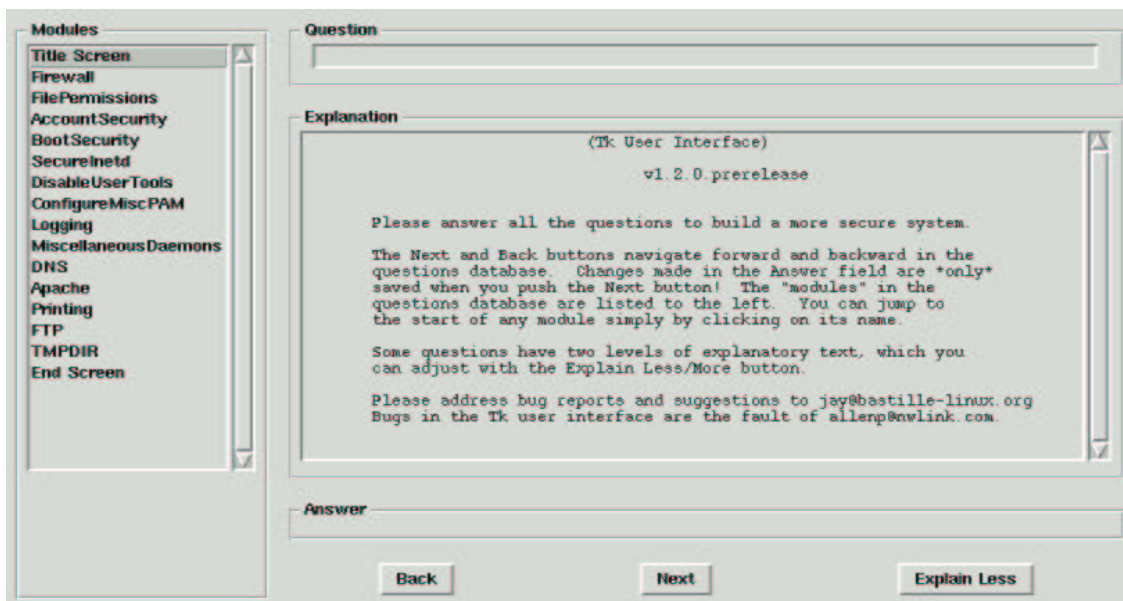 Modules
Title Screen
Firewall
FilePermissions
AccountSecurity
BootSecurity
SecureInetd
DisableUserTools
ConfigureMiscPAM
Logging
MiscellaneousDaemons
DNS
Apache
Printing
FTP
TMPDIR
End Screen
Question
Explanation
(Tk User Interface)
v1.2.0.prerelease
Please answer all the questions to build a more secure system.
The Next and Back buttons navigate forward and backward in the
questions database. Changes made in the Answer field are *only*
saved when you push the Next button! The "modules" in the
questions database are listed to the left. You can jump to
the start of any module simply by clicking on its name.
Some questions have two levels of explanatory text, which you
can adjust with the Explain Less/More button.
Please address bug reports and suggestions to jay@bastille-linux.org
Bugs in the Tk user interface are the fault of allenp@nwlink.com.
Answer
Back
Next
Explain Less